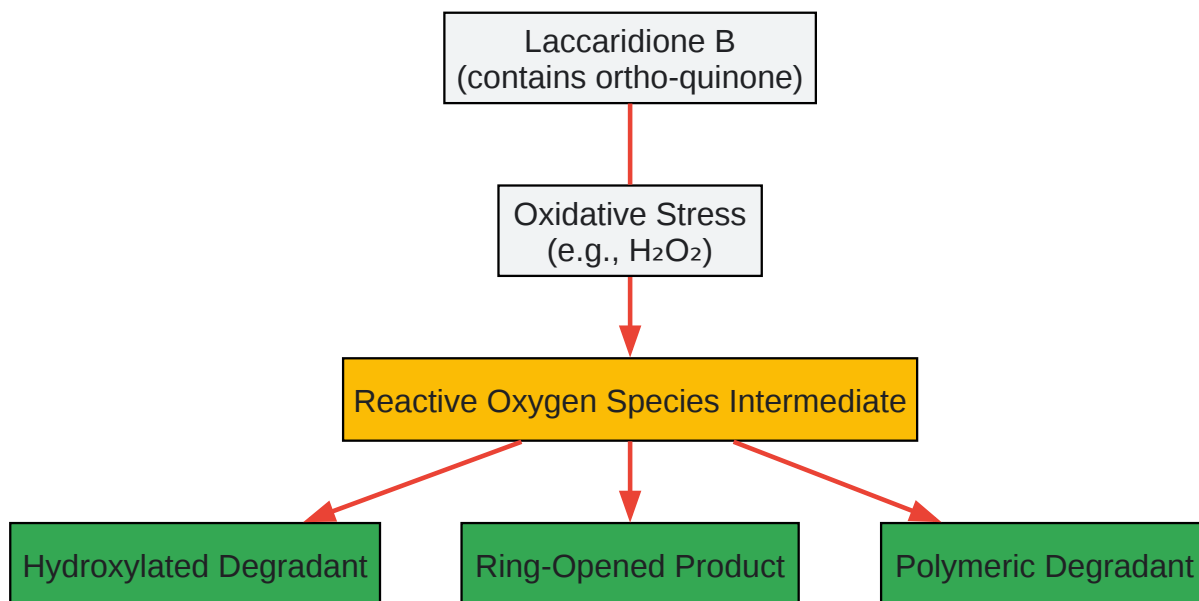 Laccaridione B
(contains ortho-quinone)
Oxidative Stress
(e.g., H₂O₂)
Reactive Oxygen Species Intermediate
Hydroxylated Degradant
Ring-Opened Product
Polymeric Degradant